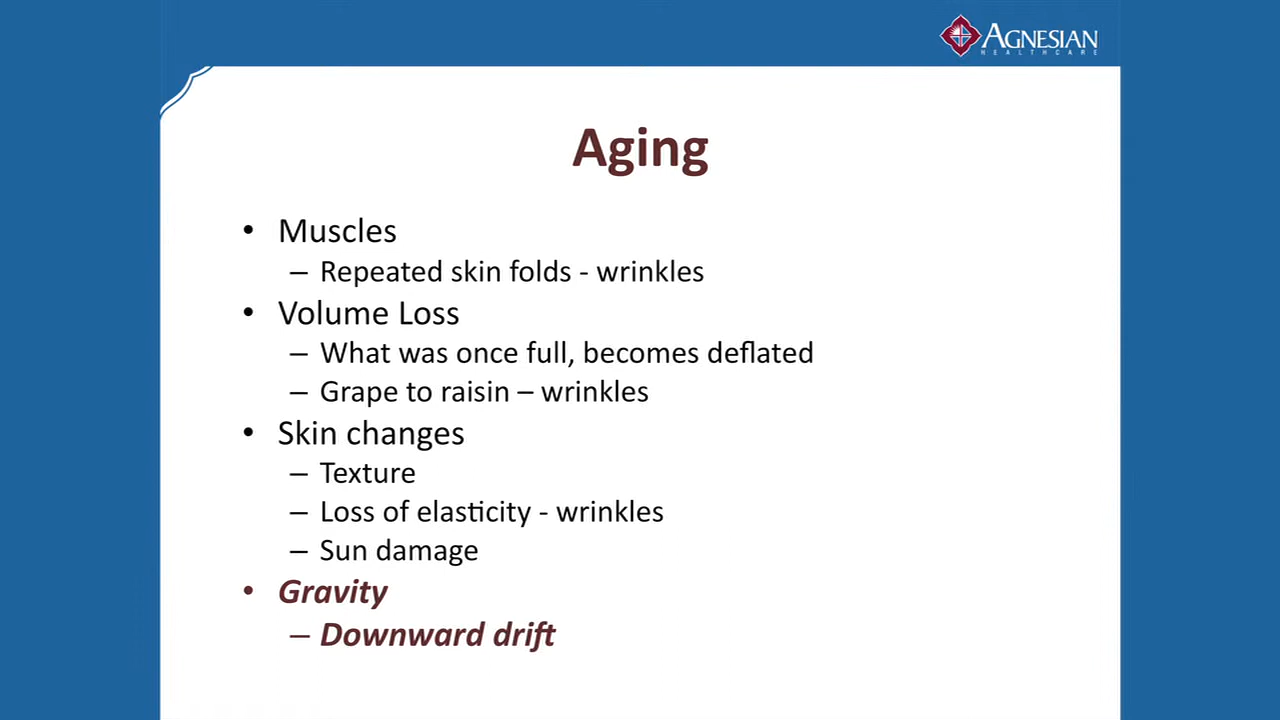 AGNESIAN
HEALTHCARE
Aging
• Muscles
– Repeated skin folds - wrinkles
• Volume Loss
– What was once full, becomes deflated
– Grape to raisin – wrinkles
• Skin changes
– Texture
– Loss of elasticity - wrinkles
– Sun damage
• Gravity
– Downward drift